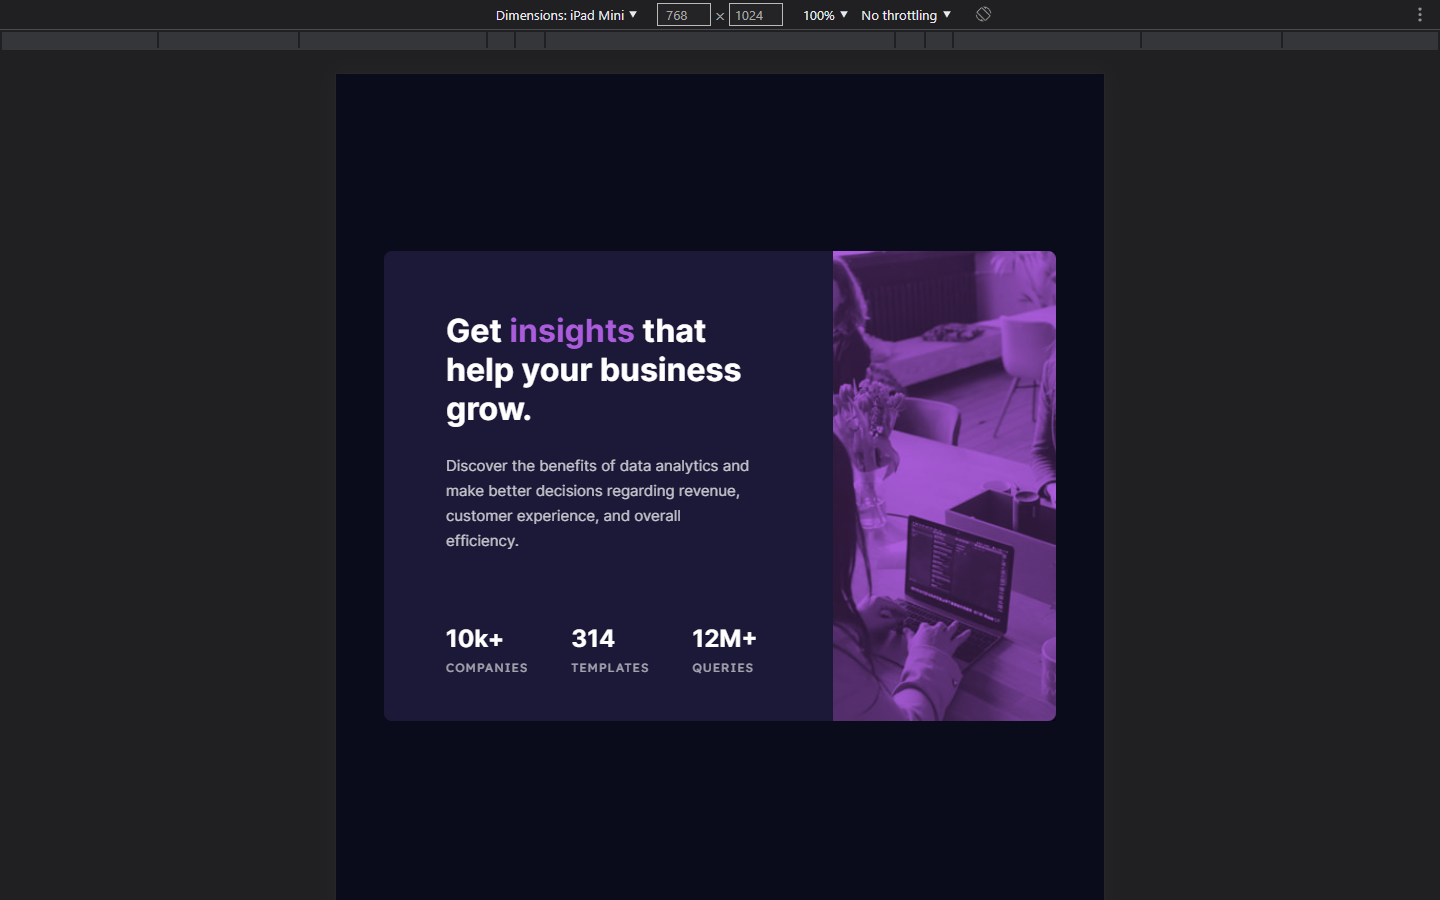 Dimensions: iPad Mini ▼ 768 × 1024 100% ▼ No throttling ▼
Get insights that
help your business
grow.
Discover the benefits of data analytics and
make better decisions regarding revenue,
customer experience, and overall
efficiency.
10k+ 314 12M+
COMPANIES TEMPLATES QUERIES